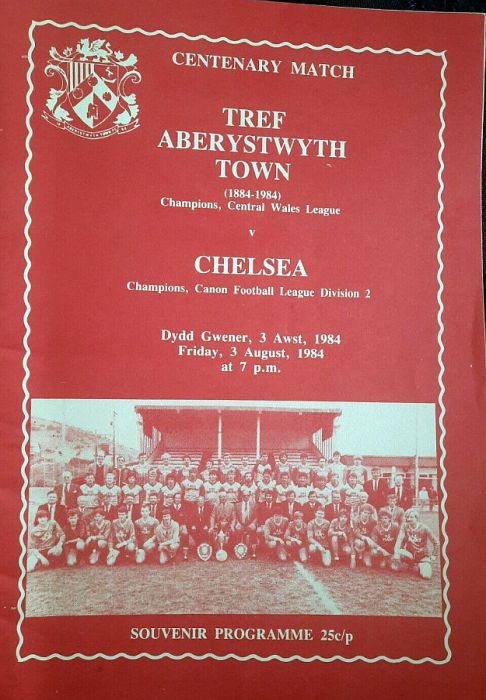 CENTENARY MATCH
TREF
ABERYSTWYTH
TOWN
(1884-1984)
Champions, Central Wales League
v
CHELSEA
Champions, Canon Football League Division 2
Dydd Gwener, 3 Awst, 1984
Friday, 3 August, 1984
at 7 p.m.
SOUVENIR PROGRAMME 25c/p